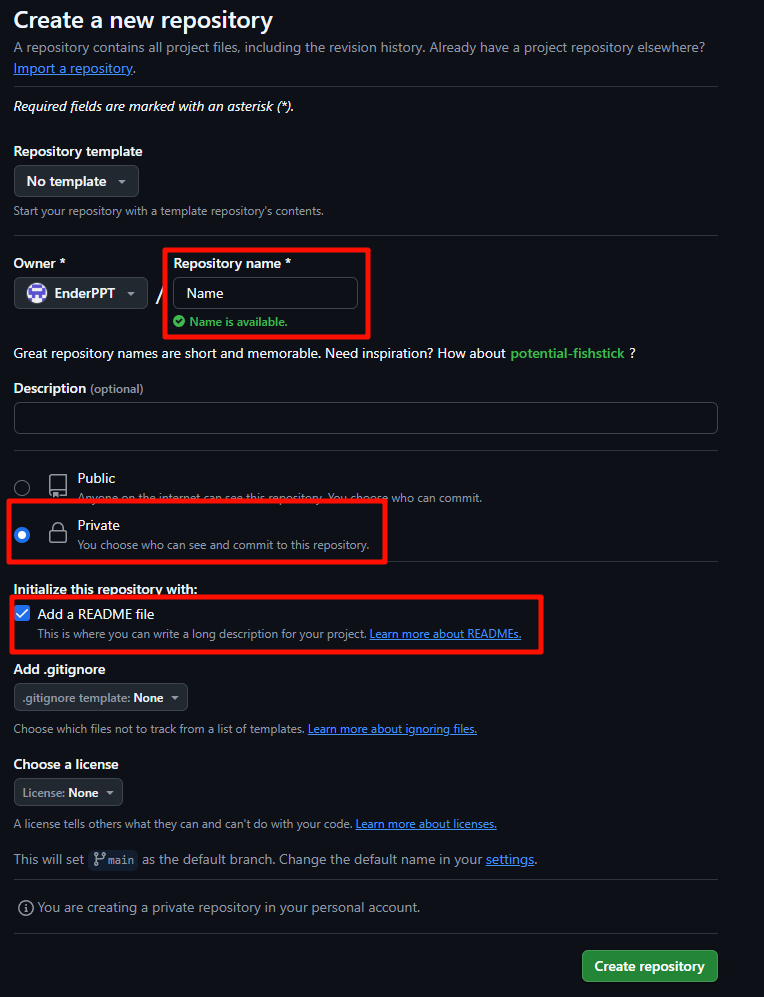 Create a new repository
A repository contains all project files, including the revision history. Already have a project repository elsewhere?
Import a repository.
Required fields are marked with an asterisk (*).
Repository template
No template
Start your repository with a template repository's contents.
Owner * Repository name *
EnderPPT / Name
Name is available.
Great repository names are short and memorable. Need inspiration? How about potential-fishstick ?
Description (optional)
Public
Anyone on the internet can see this repository. You choose who can commit.
Private
You choose who can see and commit to this repository.
Initialize this repository with:
Add a README file
This is where you can write a long description for your project. Learn more about READMEs.
Add .gitignore
.gitignore template: None
Choose which files not to track from a list of templates. Learn more about ignoring files.
Choose a license
License: None
A license tells others what they can and can't do with your code. Learn more about licenses.
This will set main as the default branch. Change the default name in your settings.
You are creating a private repository in your personal account.
Create repository